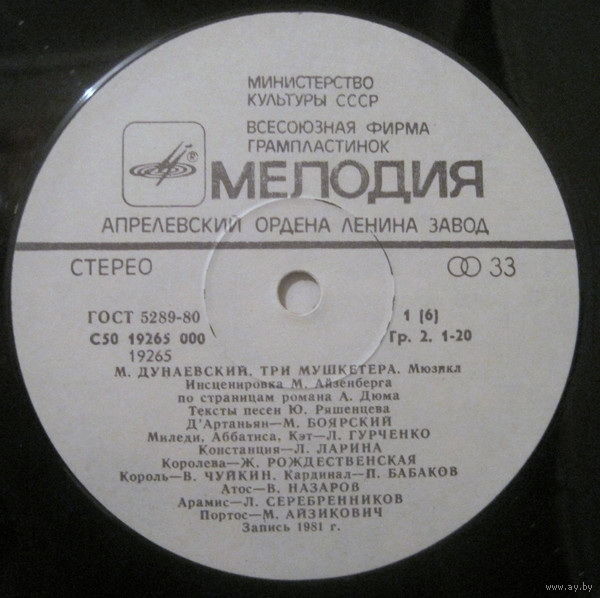 МИНИСТЕРСТВО
КУЛЬТУРЫ СССР
ВСЕСОЮЗНАЯ ФИРМА
ГРАМПЛАСТИНОК
®
МЕЛОДИЯ
АПРЕЛЕВСКИЙ ОРДЕНА ЛЕНИНА ЗАВОД
СТЕРЕО 33
ГОСТ 5289-80 1 (6)
С50 19265 000 Гр. 2. 1-20
19265
М. ДУНАЕВСКИЙ. ТРИ МУШКЕТЕРА. Мюзикл
Инсценировка М. Айзенберга
по страницам романа А. Дюма
Тексты песен Ю. Ряшенцева
Д'Артаньян—М. БОЯРСКИЙ
Миледи, Аббатиса, Кэт—Л. ГУРЧЕНКО
Констанция—Л. ЛАРИНА
Королева—Ж. РОЖДЕСТВЕНСКАЯ
Король—В. ЧУЙКИН. Кардинал—П. БАБАКОВ
Атос—В. НАЗАРОВ
Арамис—Л. СЕРЕБРЕННИКОВ
Портос—М. АЙЗИКОВИЧ
Запись 1981 г.
www.ay.by